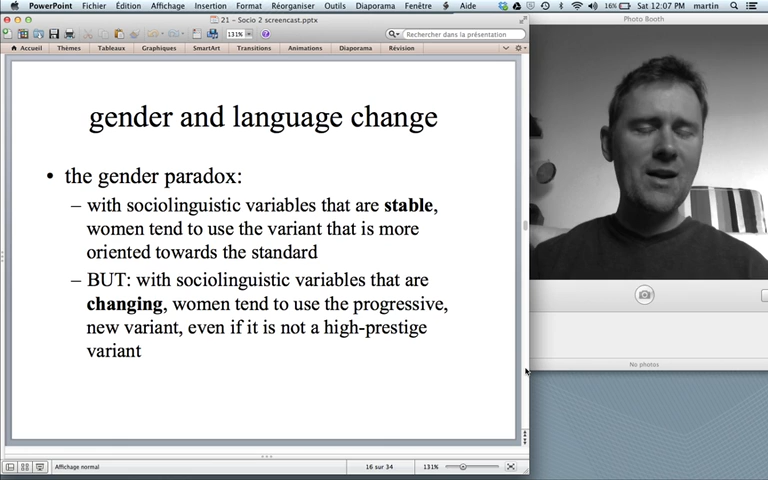 PowerPoint Fichier Édition Affichage Insertion Format Réorganiser Outils Diaporama Fenêtre Aide 16% Sat 12:07 PM martin
21 – Socio 2 screencast.pptx
Photo Booth
131% Rechercher dans la présentation
Accueil Thèmes Tableaux Graphiques SmartArt Transitions Animations Diaporama Révision
gender and language change
• the gender paradox:
– with sociolinguistic variables that are stable,
women tend to use the variant that is more
oriented towards the standard
– BUT: with sociolinguistic variables that are
changing, women tend to use the progressive,
new variant, even if it is not a high-prestige
variant
No photos
Affichage normal 16 sur 34 131%